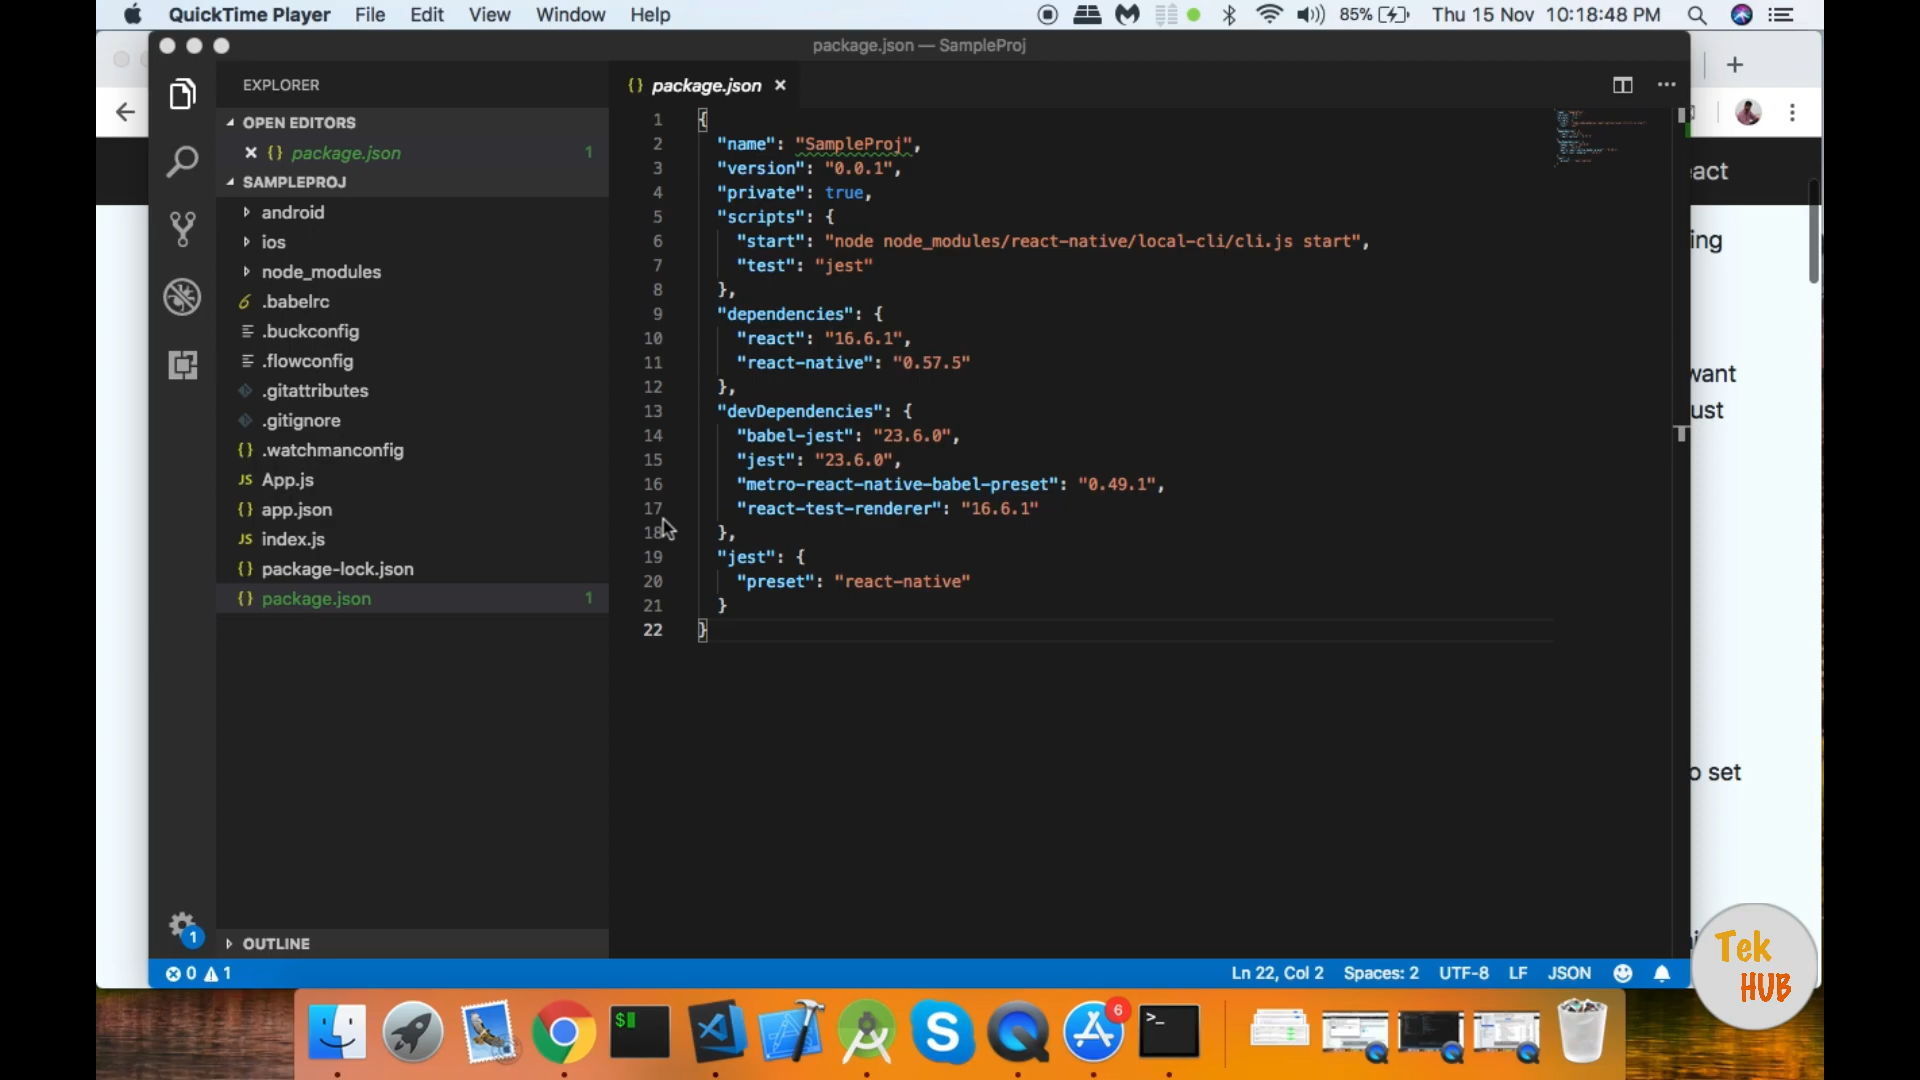 QuickTime Player File Edit View Window Help 85% Thu 15 Nov 10:18:48 PM
package.json — SampleProj
EXPLORER
OPEN EDITORS
package.json 1
SAMPLEPROJ
android
ios
node_modules
.babelrc
.buckconfig
.flowconfig
.gitattributes
.gitignore
.watchmanconfig
JS App.js
{} app.json
JS index.js
{} package-lock.json
{} package.json 1
OUTLINE
{} package.json
1 {
2 "name": "SampleProj",
3 "version": "0.0.1",
4 "private": true,
5 "scripts": {
6 "start": "node node_modules/react-native/local-cli/cli.js start",
7 "test": "jest"
8 },
9 "dependencies": {
10 "react": "16.6.1",
11 "react-native": "0.57.5"
12 },
13 "devDependencies": {
14 "babel-jest": "23.6.0",
15 "jest": "23.6.0",
16 "metro-react-native-babel-preset": "0.49.1",
17 "react-test-renderer": "16.6.1"
18 },
19 "jest": {
20 "preset": "react-native"
21 }
22 }
act
ing
want
ust
o set
1
0 1
Ln 22, Col 2 Spaces: 2 UTF-8 LF JSON
Tek
HUB
$
S
6
>_